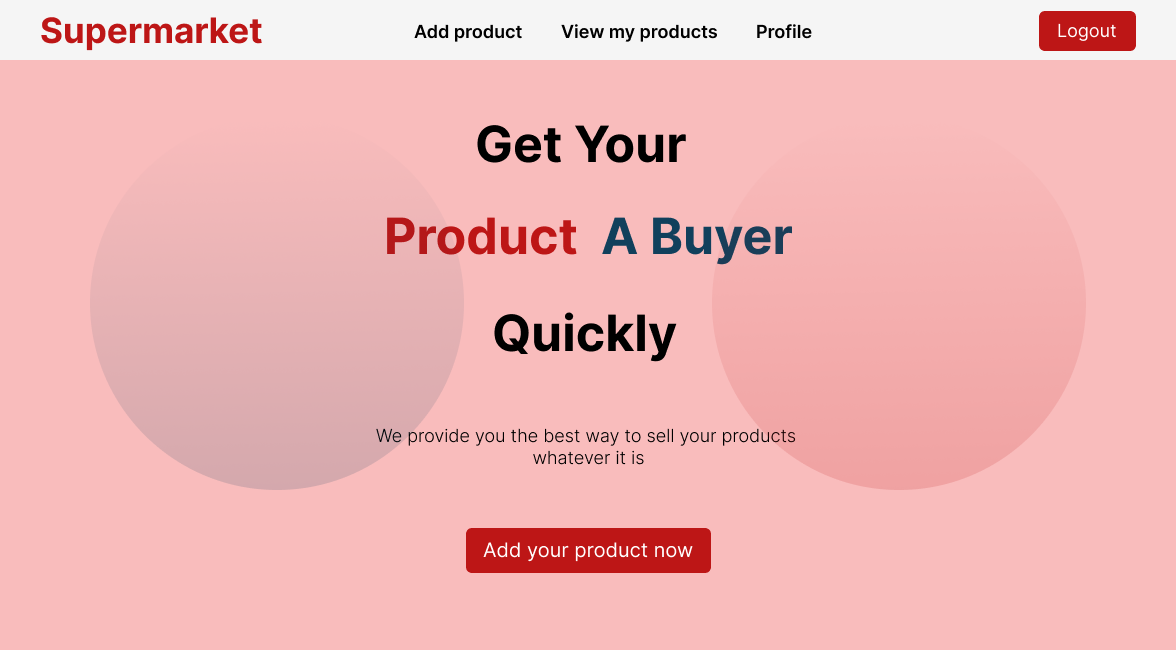 Supermarket Add product View my products Profile Logout
Get Your
Product A Buyer
Quickly
We provide you the best way to sell your products
whatever it is
Add your product now